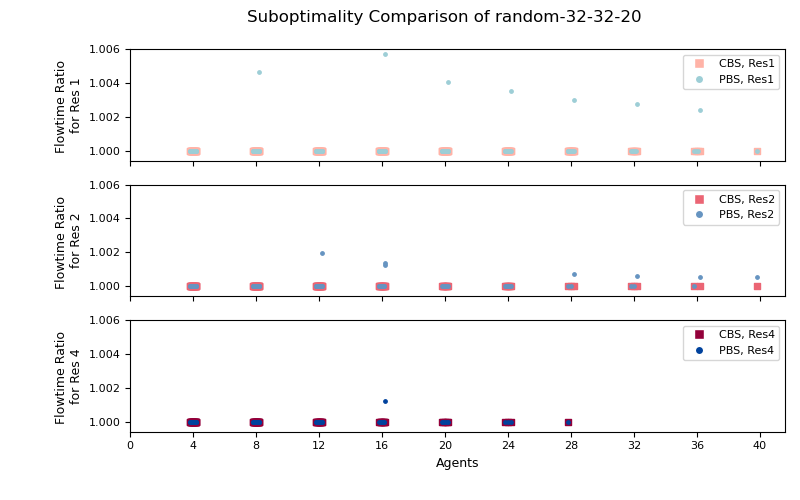 Suboptimality Comparison of random-32-32-20
Flowtime Ratio
for Res 1
1.006
1.004
1.002
1.000
CBS, Res1
PBS, Res1
Flowtime Ratio
for Res 2
1.006
1.004
1.002
1.000
CBS, Res2
PBS, Res2
Flowtime Ratio
for Res 4
1.006
1.004
1.002
1.000
CBS, Res4
PBS, Res4
0 4 8 12 16 20 24 28 32 36 40
Agents